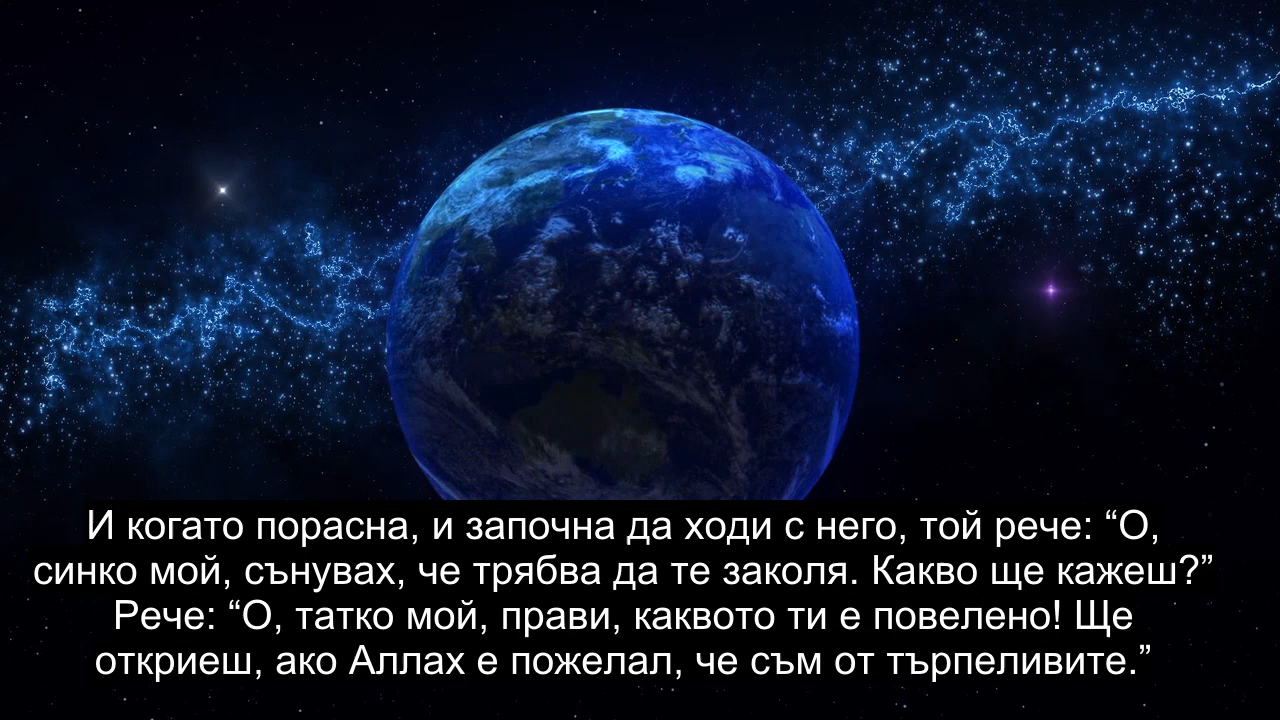 И когато порасна, и започна да ходи с него, той рече: “О,
синко мой, сънувах, че трябва да те заколя. Какво ще кажеш?”
Рече: “О, татко мой, прави, каквото ти е повелено! Ще
откриеш, ако Аллах е пожелал, че съм от търпеливите.”